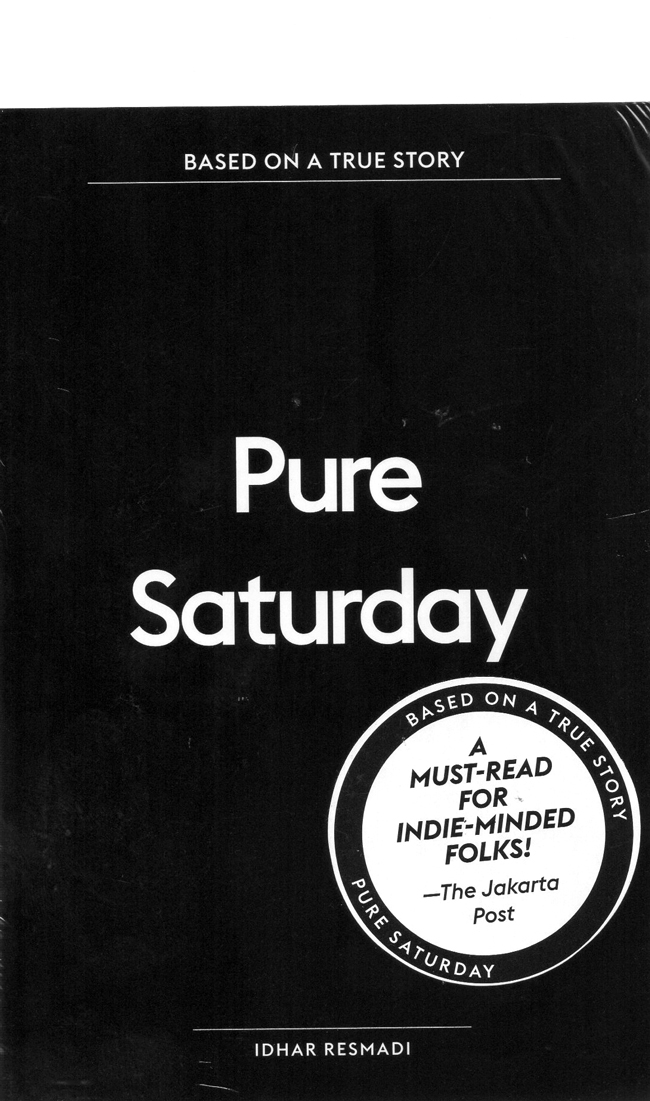 BASED ON A TRUE STORY
Pure
Saturday
BASED ON A TRUE STORY
A
MUST-READ
FOR
INDIE-MINDED
FOLKS!
—The Jakarta
Post
PURE SATURDAY
IDHAR RESMADI